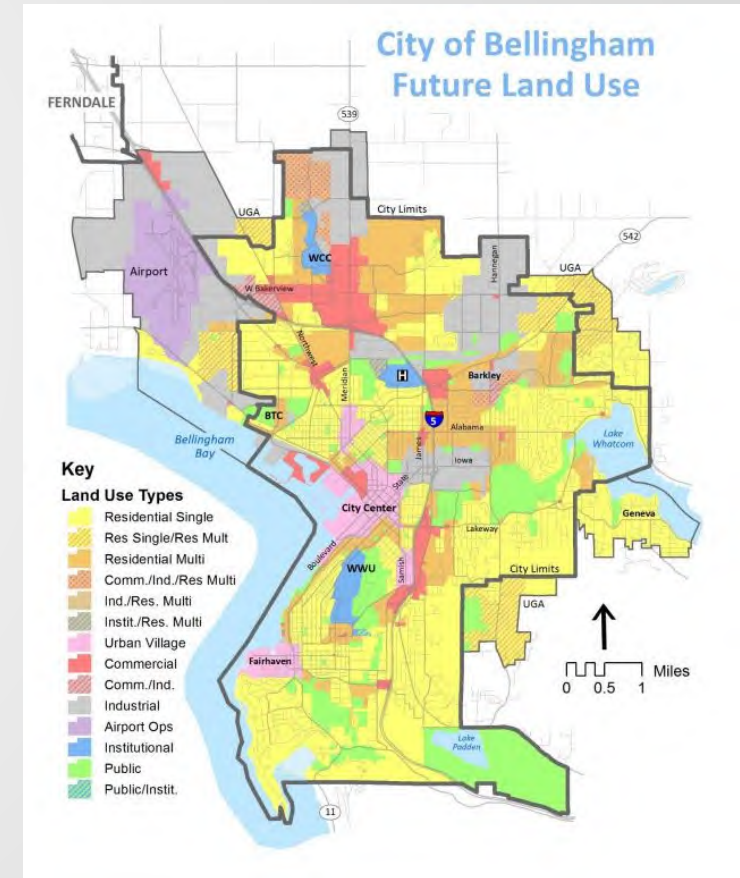 City of Bellingham
Future Land Use
FERNDALE
539
UGA
City Limits
542
WCC
Hannegan
UGA
Airport
W. Bakerview
Northwest
Meridian
H
Barkley
BTC
5
Alabama
James
Lake
Whatcom
Bellingham
Bay
Iowa
State
City Center
Geneva
Lakeway
Boulevard
WWU
Samish
City Limits
UGA
Fairhaven
Lake
Padden
11
Key
Land Use Types
Residential Single
Res Single/Res Mult
Residential Multi
Comm./Ind./Res Multi
Ind./Res. Multi
Instit./Res. Multi
Urban Village
Commercial
Comm./Ind.
Industrial
Airport Ops
Institutional
Public
Public/Instit.
Miles
0 0.5 1